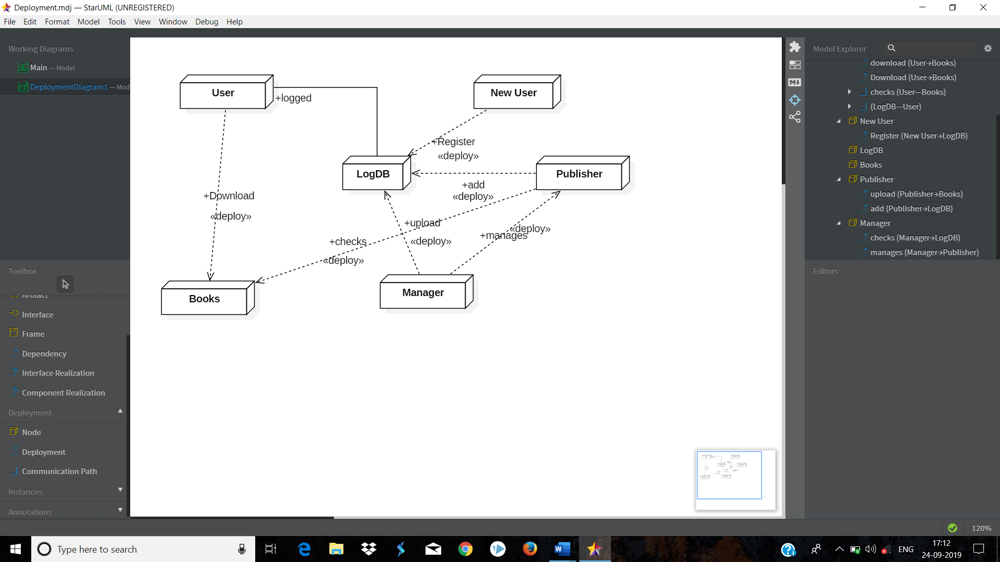 Deployment.mdj — StarUML (UNREGISTERED)
File Edit Format Model Tools View Window Debug Help
Working Diagrams
Main — Model
DeploymentDiagram1 — Mod
Toolbox
Artifact
Interface
Frame
Dependency
Interface Realization
Component Realization
Deployment
Node
Deployment
Communication Path
Instances
Annotations
User
+logged
New User
+Register
«deploy»
LogDB
Publisher
+add
«deploy»
+Download
«deploy»
+upload
«deploy»
+manages
«deploy»
+checks
«deploy»
Books
Manager
Model Explorer
download (User→Books)
Download (User→Books)
checks (User—Books)
(LogDB—User)
New User
Register (New User→LogDB)
LogDB
Books
Publisher
upload (Publisher→Books)
add (Publisher→LogDB)
Manager
checks (Manager→LogDB)
manages (Manager→Publisher)
Editors
120%
Type here to search
ENG
17:12
24-09-2019